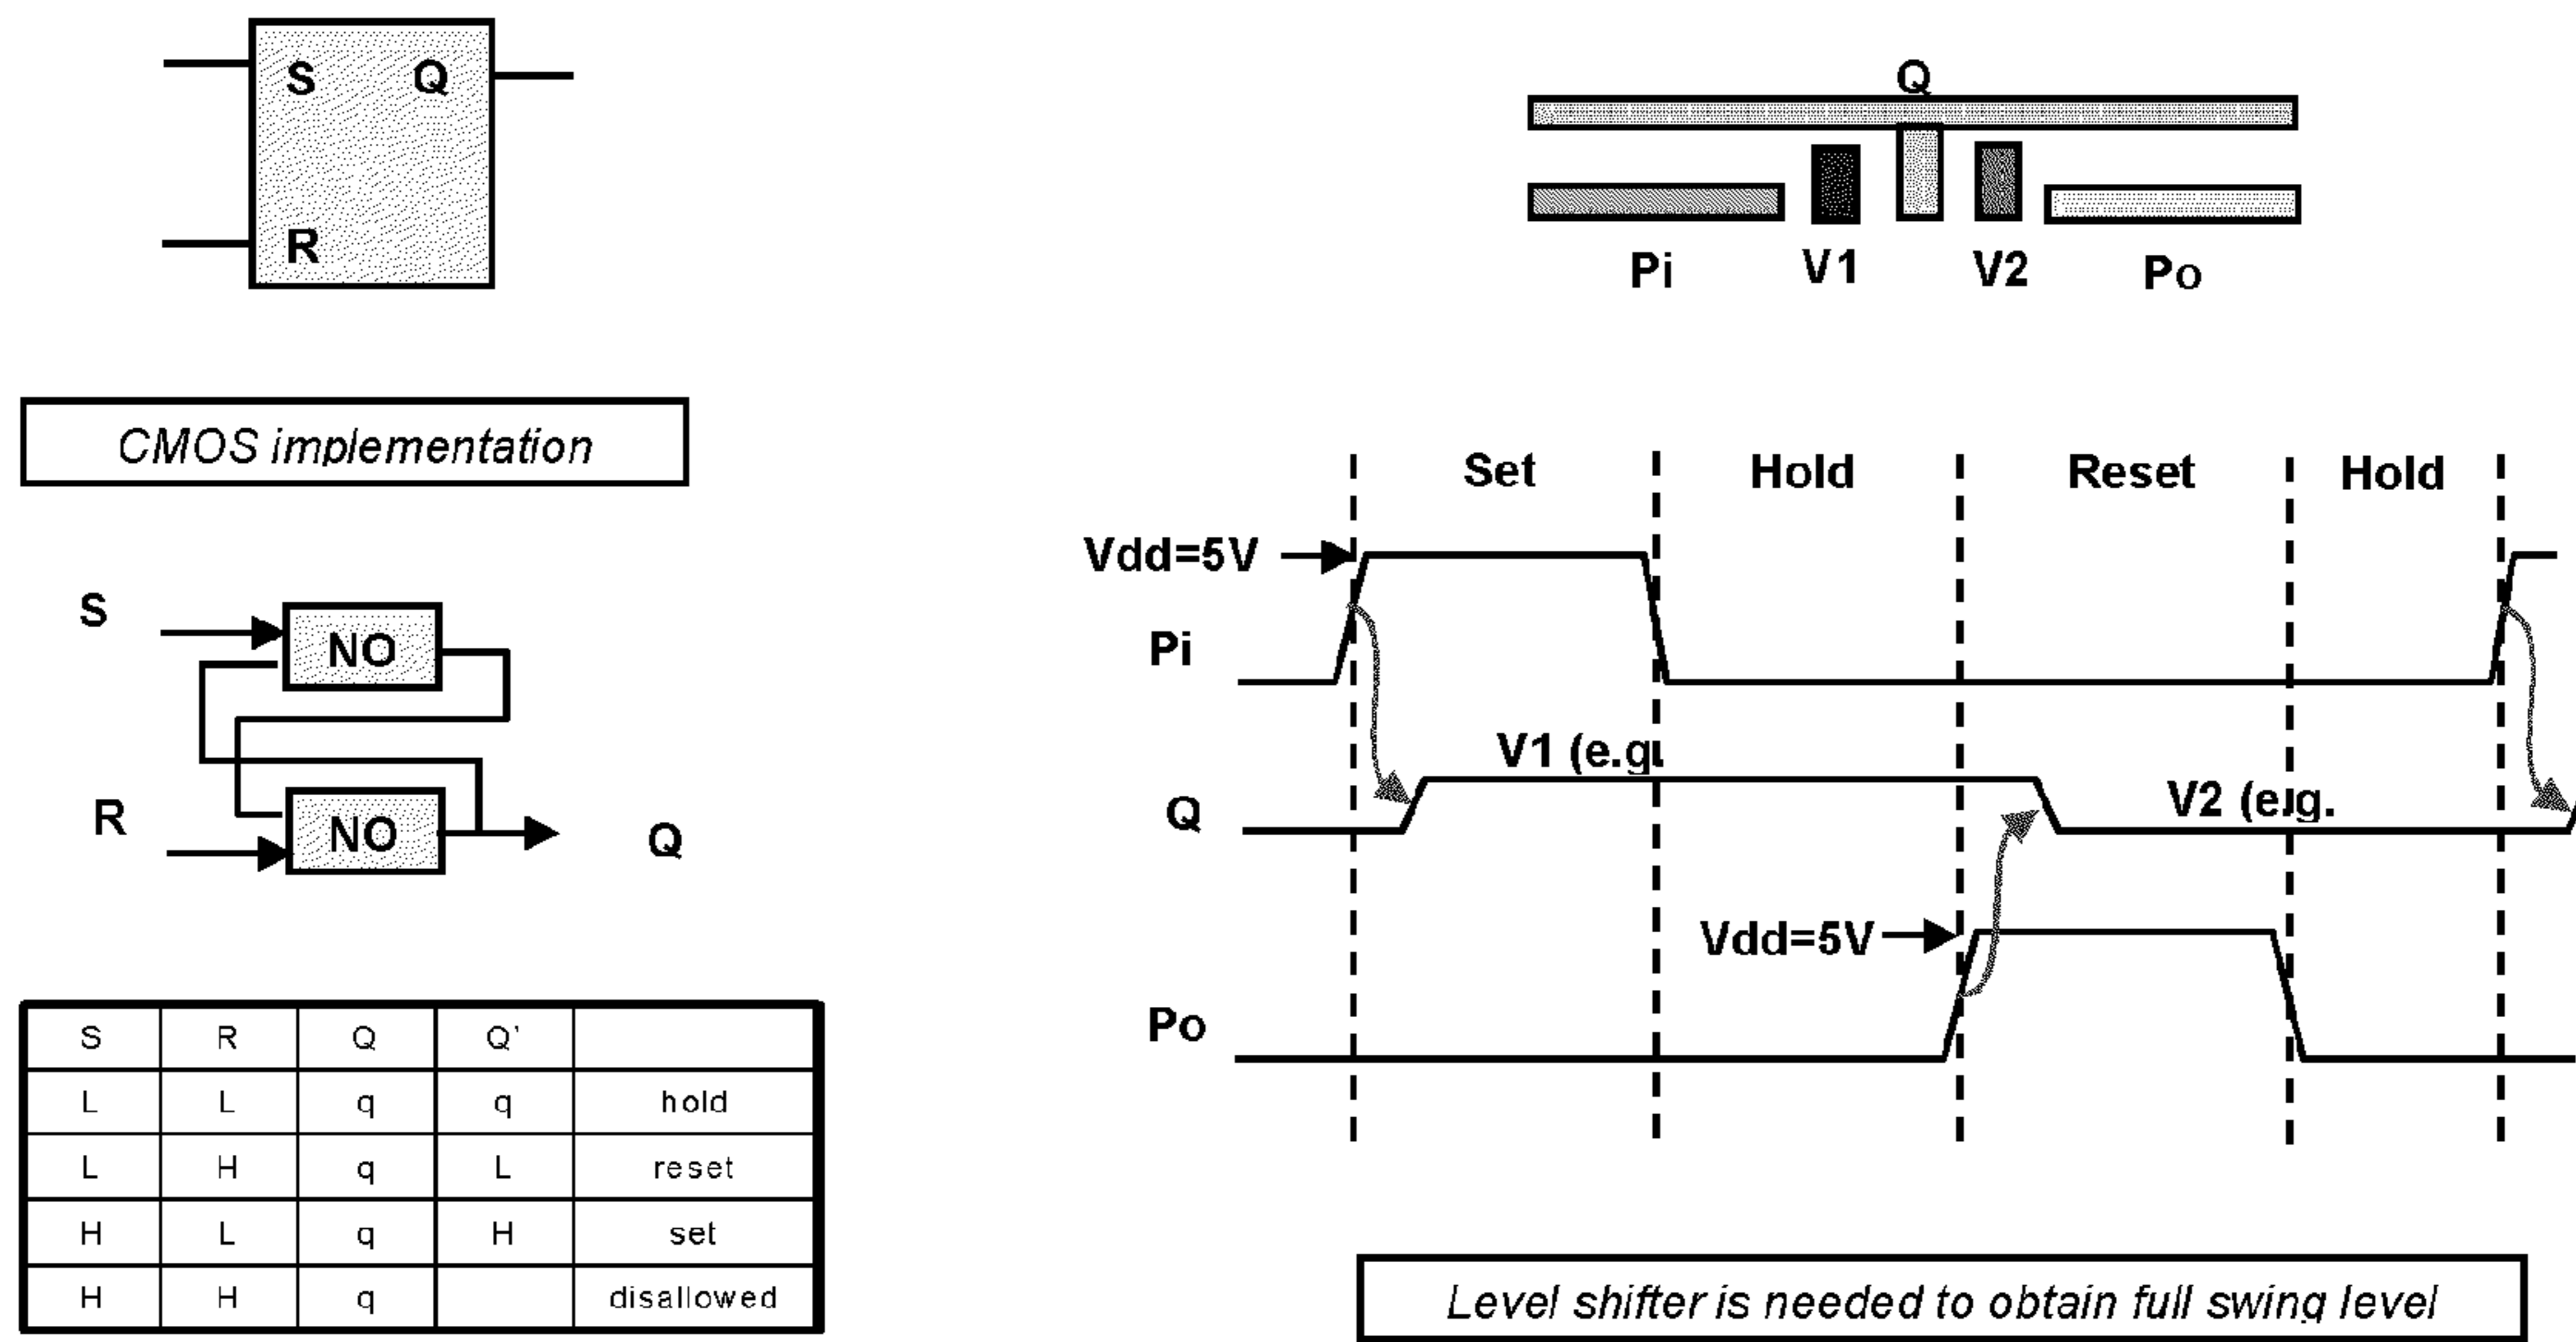 S Q
R
CMOS implementation
S
NO
R
NO
Q
S R Q Q'
L L q q hold
L H q L reset
H L q H set
H H q disallowed
Q
Pi V1 V2 Po
Set Hold Reset Hold
Vdd=5V
Pi
V1 (e.g.
Q
V2 (e.g.
Vdd=5V
Po
Level shifter is needed to obtain full swing level